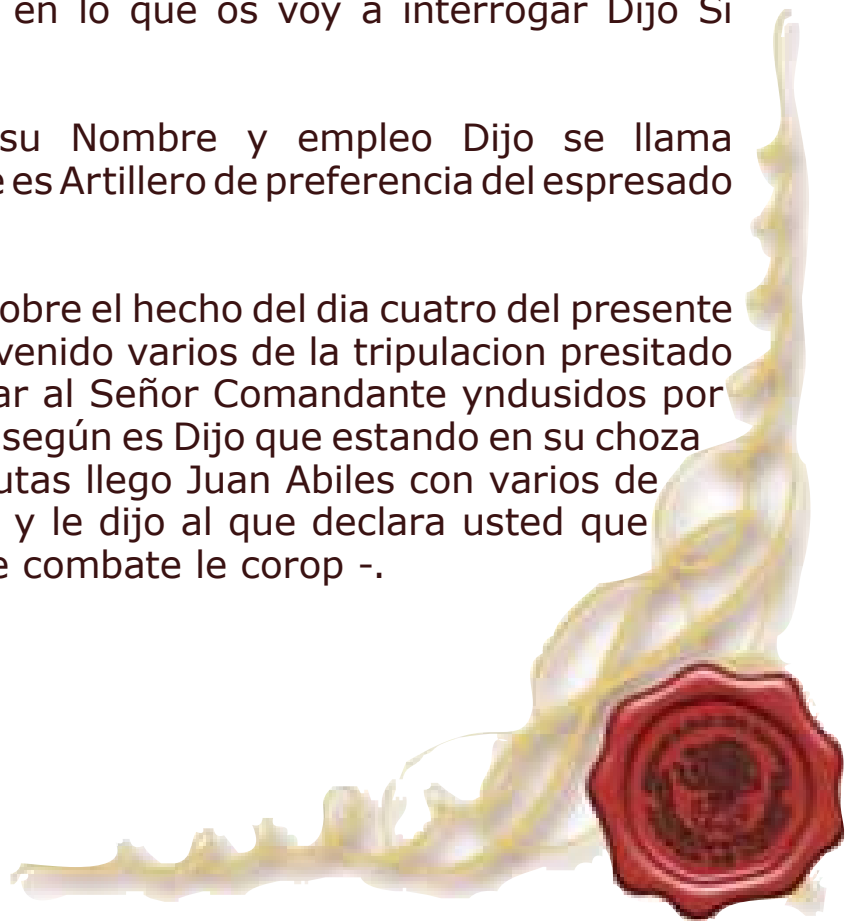 en lo que os voy a interrogar Dijo Si
su Nombre y empleo Dijo se llama
es Artillero de preferencia del espresado
obre el hecho del dia cuatro del presente
venido varios de la tripulacion presitado
ar al Señor Comandante yndusidos por
según es Dijo que estando en su choza
utas llego Juan Abiles con varios de
y le dijo al que declara usted que
e combate le corop -.